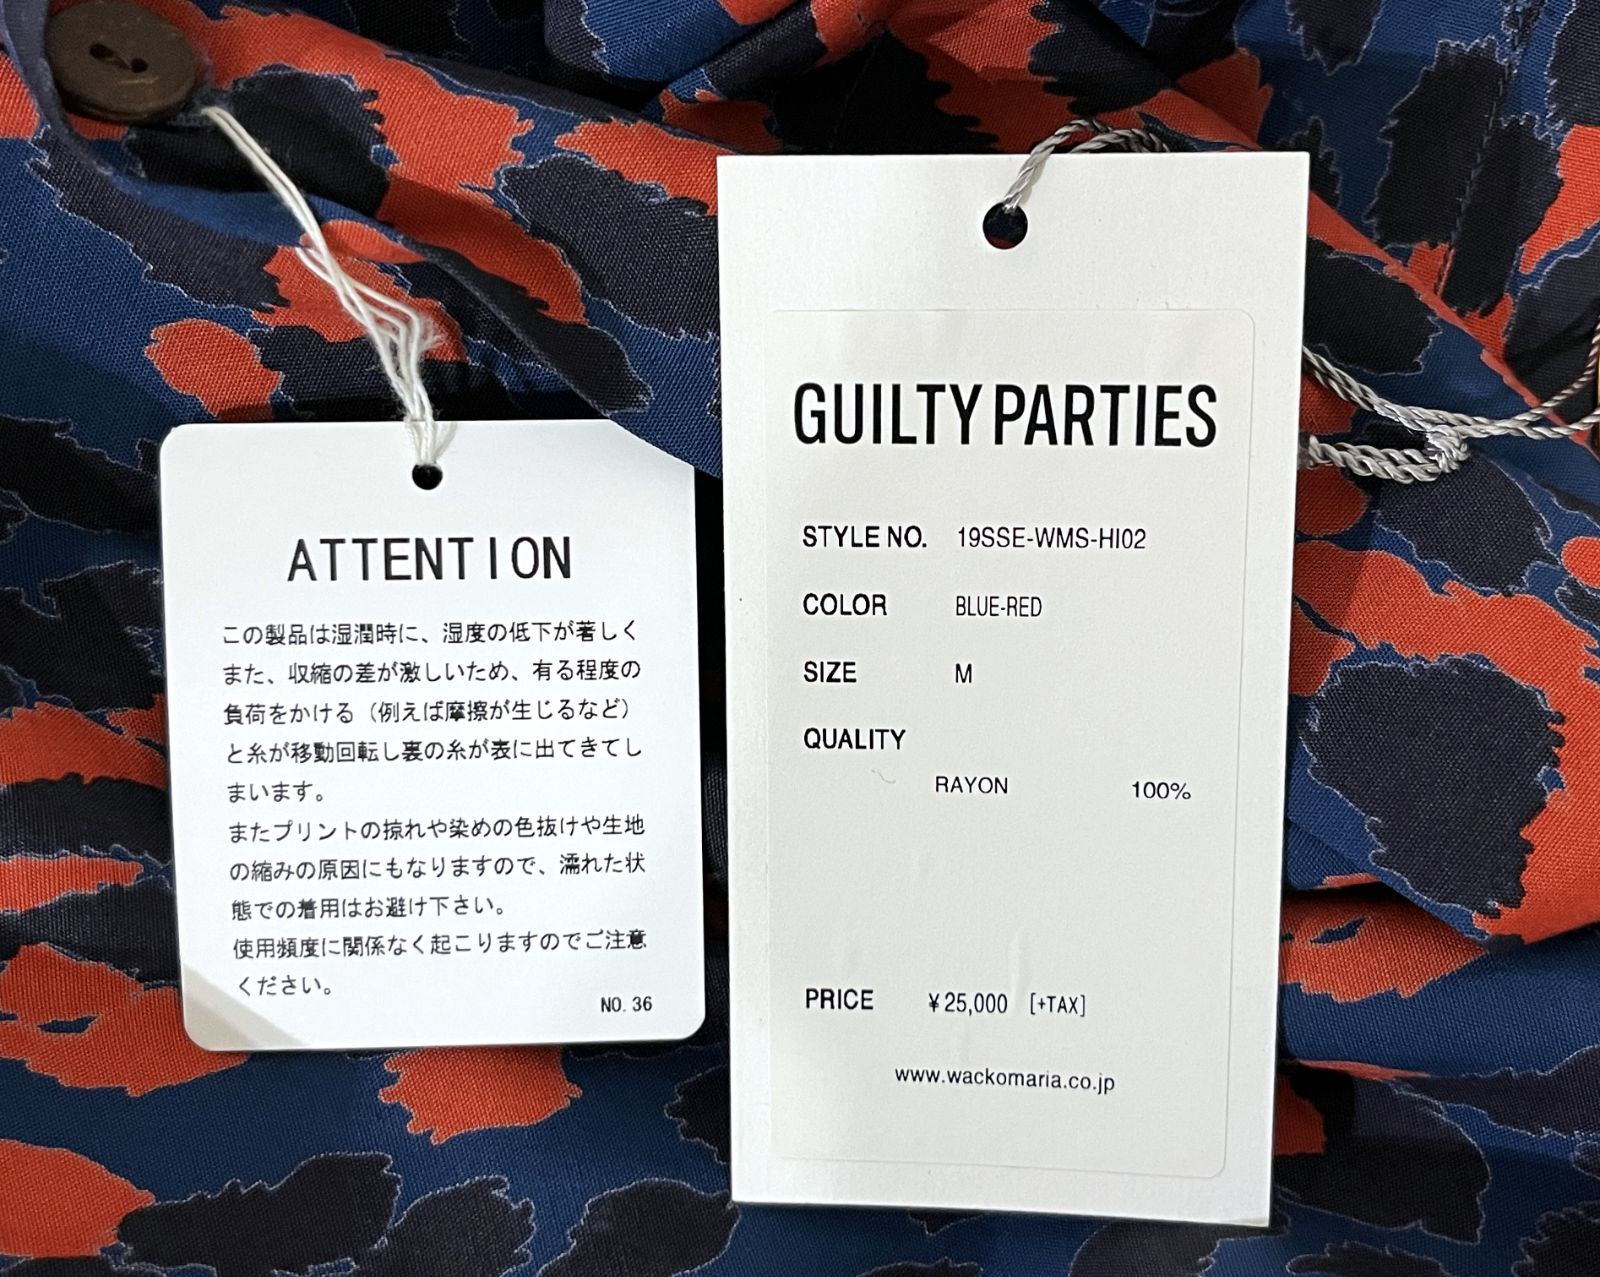 ATTENTION
この製品は湿潤時に、湿度の低下が著しく
また、収縮の差が激しいため、有る程度の
負荷をかける（例えば摩擦が生じるなど）
と糸が移動回転し裏の糸が表に出てきてし
まいます。
またプリントの掠れや染めの色抜けや生地
の縮みの原因にもなりますので、濡れた状
態での着用はお避け下さい。
使用頻度に関係なく起こりますのでご注意
ください。
NO. 36
GUILTY PARTIES
STYLE NO. 19SSE-WMS-HI02
COLOR BLUE-RED
SIZE M
QUALITY
RAYON 100%
PRICE ¥25,000 [+TAX]
www.wackomaria.co.jp